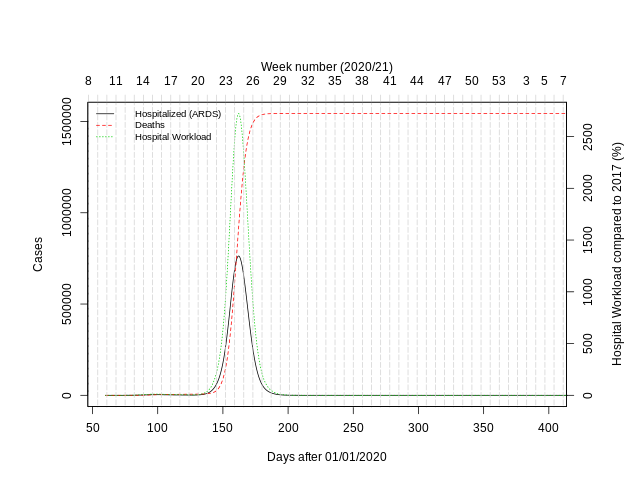 Week number (2020/21)
8 11 14 17 20 23 26 29 32 35 38 41 44 47 50 53 3 5 7
Hospitalized (ARDS)
Deaths
Hospital Workload
Cases
0 500000 1000000 1500000
Hospital Workload compared to 2017 (%)
0 500 1000 1500 2000 2500
50 100 150 200 250 300 350 400
Days after 01/01/2020